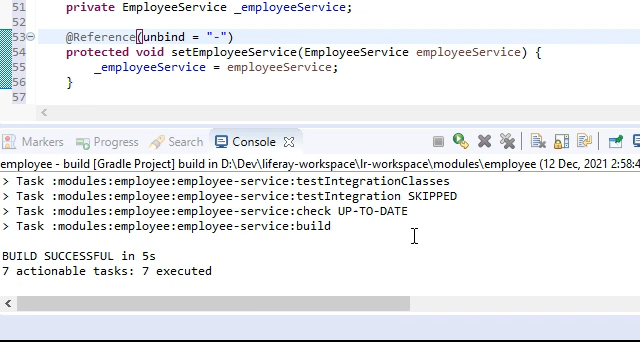 51 private EmployeeService _employeeService;
52
53 @Reference(unbind = "-")
54 protected void setEmployeeService(EmployeeService employeeService) {
55 _employeeService = employeeService;
56 }
57
Markers Progress Search Console
employee - build [Gradle Project] build in D:\Dev\liferay-workspace\lr-workspace\modules\employee (12 Dec, 2021 2:58:4
> Task :modules:employee:employee-service:testIntegrationClasses
> Task :modules:employee:employee-service:testIntegration SKIPPED
> Task :modules:employee:employee-service:check UP-TO-DATE
> Task :modules:employee:employee-service:build
BUILD SUCCESSFUL in 5s
7 actionable tasks: 7 executed